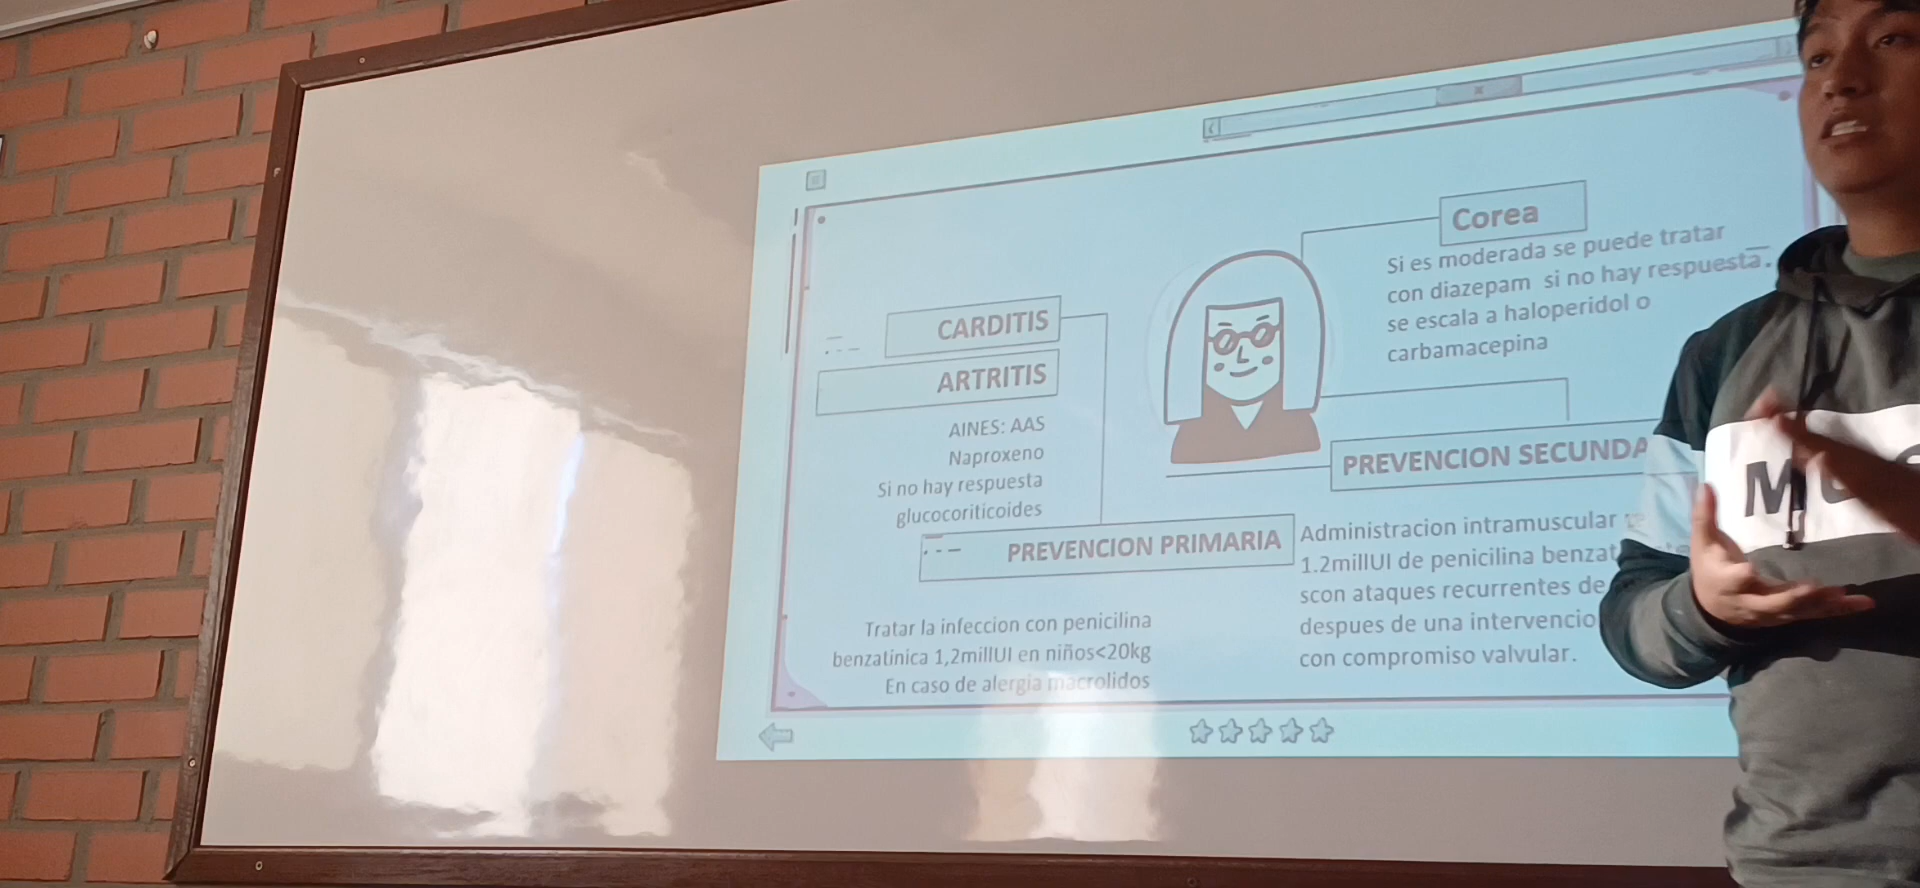 CARDITIS
ARTRITIS
AINES: AAS
Naproxeno
Si no hay respuesta
glucocoriticoides
PREVENCION PRIMARIA
Tratar la infeccion con penicilina
benzatinica 1,2millUI en niños<20kg
En caso de alergia macrolidos
Corea
Si es moderada se puede tratar
con diazepam si no hay respuesta.
se escala a haloperidol o
carbamacepina
PREVENCION SECUNDA
Administracion intramuscular
1.2millUI de penicilina benzat
scon ataques recurrentes de
despues de una intervencio
con compromiso valvular.